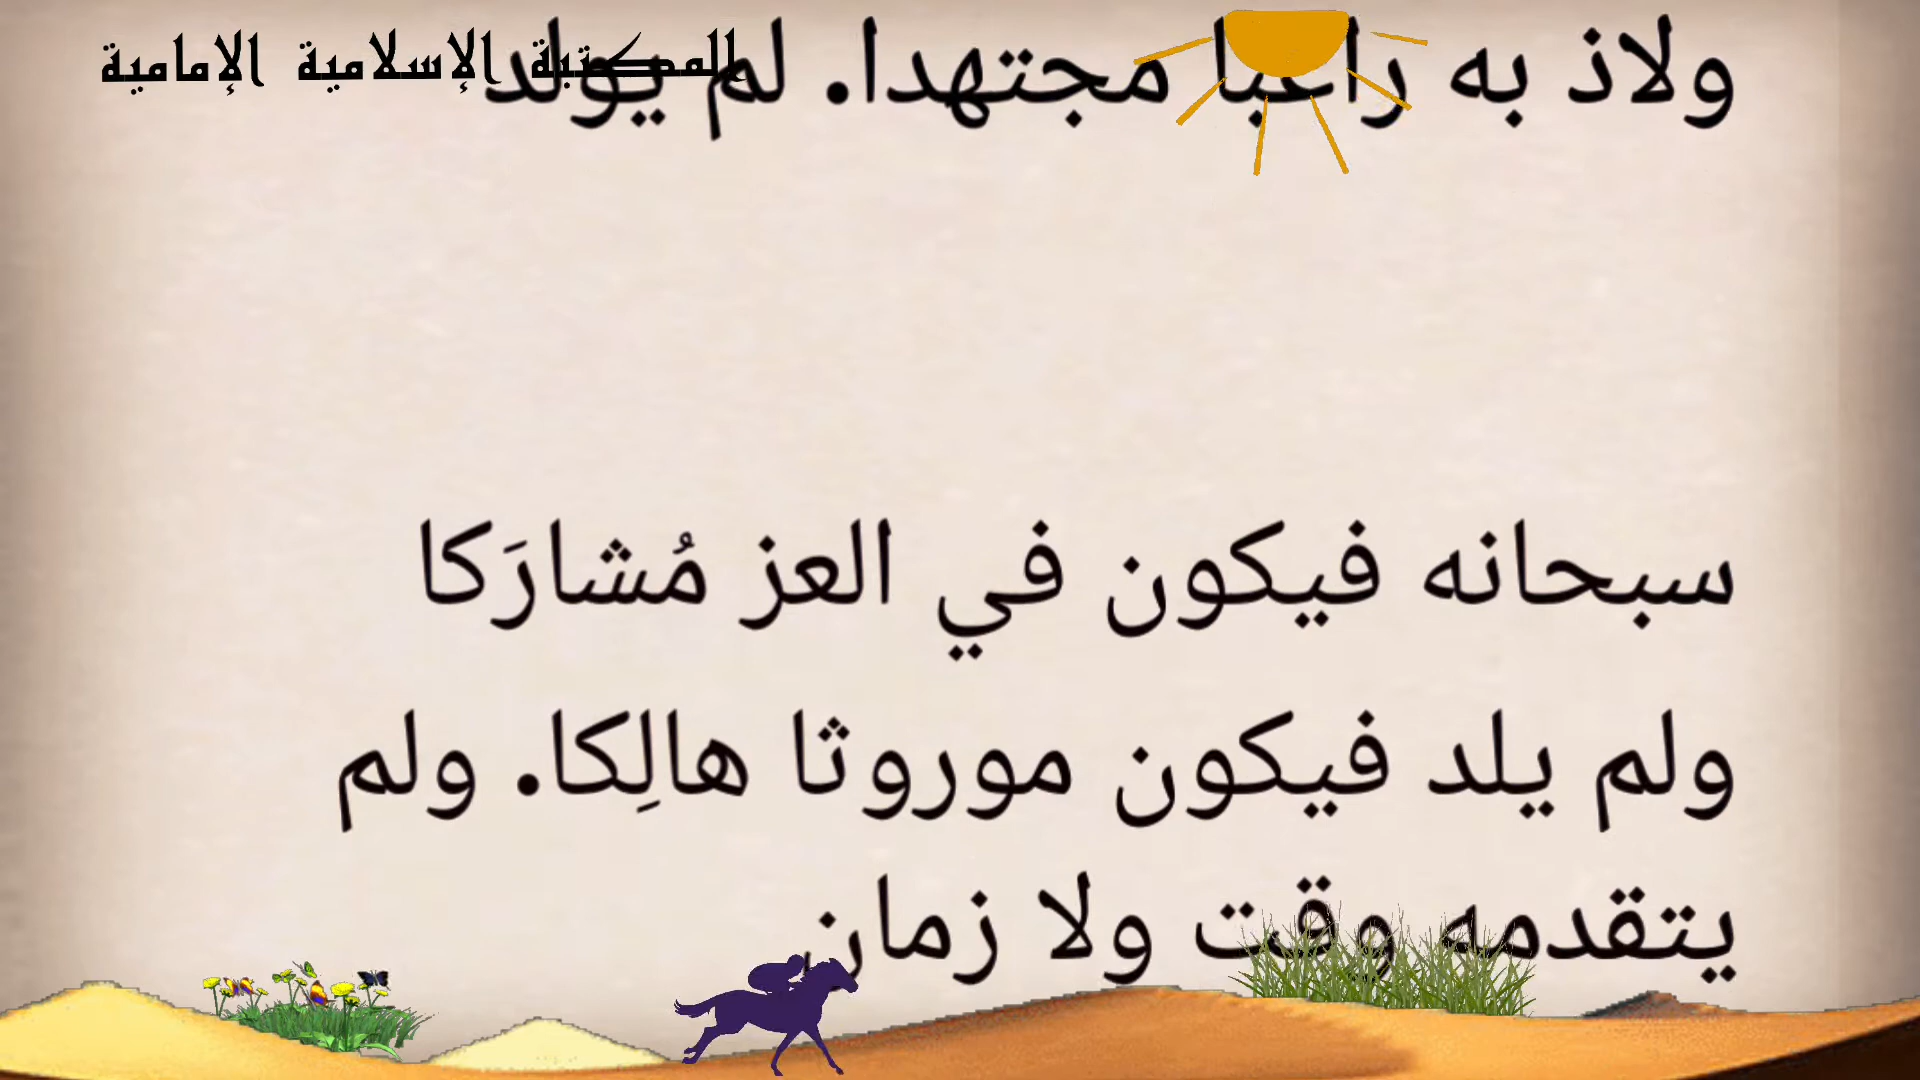 ولاذ به راغبا مجتهدا. لم يولد
المكتبة الإسلامية الإمامية
سبحانه فيكون في العز مُشارَكا
ولم يلد فيكون موروثا هالِكا. ولم
يتقدمه وقت ولا زمان